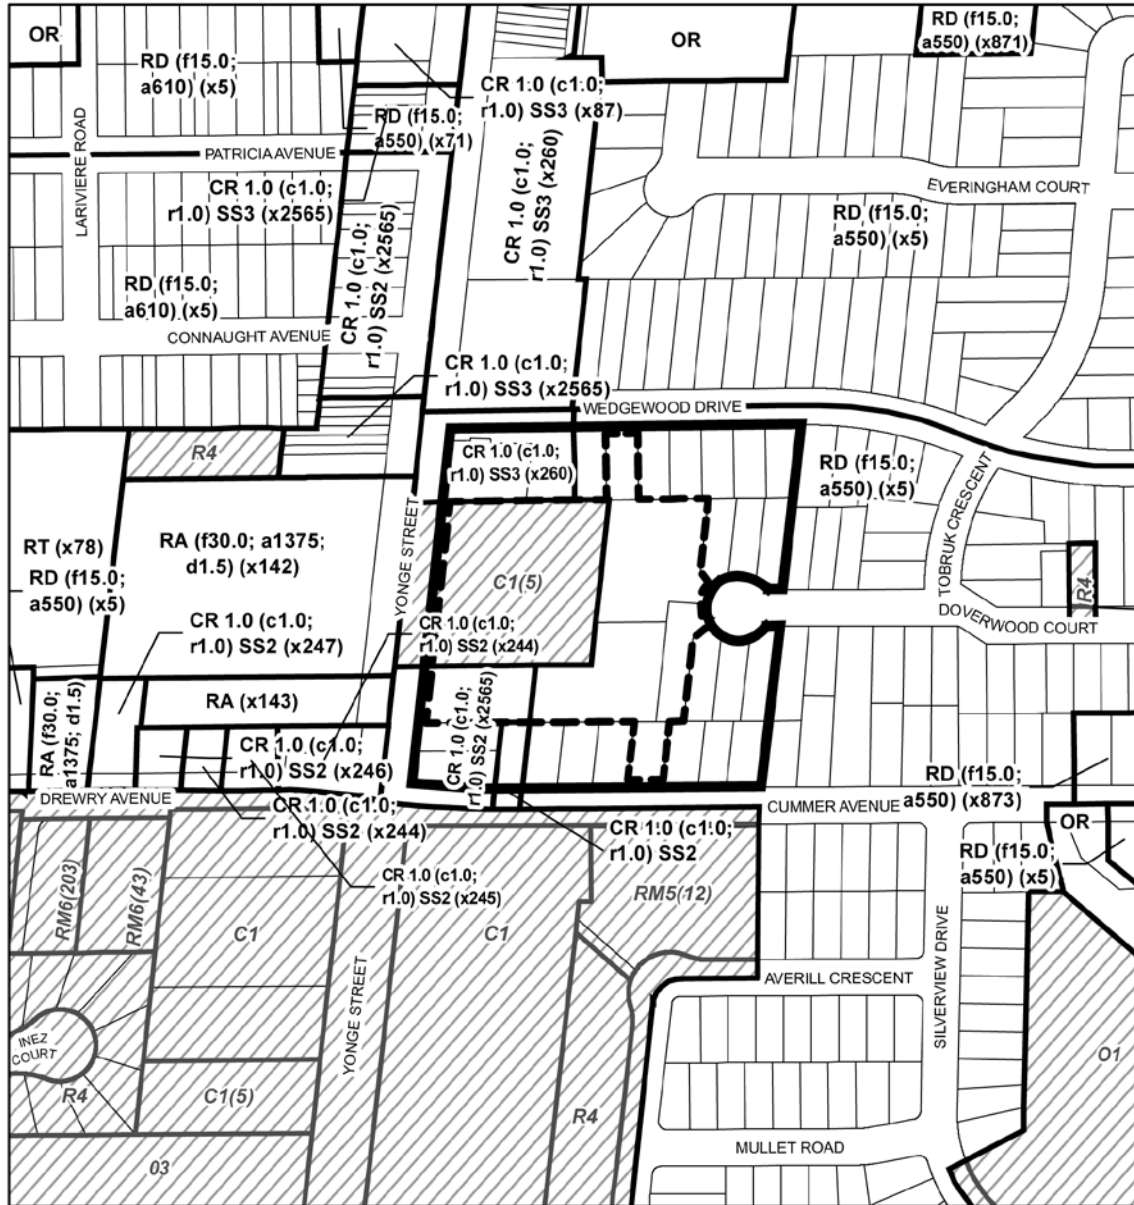 OR
RD (f15.0;
a610) (x5)
OR
RD (f15.0;
a550) (x871)
CR 1.0 (c1.0;
r1.0) SS3 (x87)
RD (f15.0;
a550) (x71)
LARIVIERE ROAD
PATRICIA AVENUE
CR 1.0 (c1.0;
r1.0) SS3 (x260)
EVERINGHAM COURT
CR 1.0 (c1.0;
r1.0) SS3 (x2565)
RD (f15.0;
a550) (x5)
CR 1.0 (c1.0;
r1.0) SS2 (x2565)
RD (f15.0;
a610) (x5)
CONNAUGHT AVENUE
CR 1.0 (c1.0;
r1.0) SS3 (x2565)
WEDGEWOOD DRIVE
R4
CR 1.0 (c1.0;
r1.0) SS3 (x260)
RD (f15.0;
a550) (x5)
TOBRUK CRESCENT
YONGE STREET
RT (x78)
RD (f15.0;
a550) (x5)
RA (f30.0; a1375;
d1.5) (x142)
C1(5)
R4
DOVERWOOD COURT
CR 1.0 (c1.0;
r1.0) SS2 (x247)
CR 1.0 (c1.0;
r1.0) SS2 (x244)
RA (f30.0;
a1375; d1.5)
RA (x143)
CR 1.0 (c1.0;
r1.0) SS2 (x2565)
CR 1.0 (c1.0;
r1.0) SS2 (x246)
RD (f15.0;
a550) (x873)
DREWRY AVENUE
CR 1.0 (c1.0;
r1.0) SS2 (x244)
CUMMER AVENUE
CR 1.0 (c1.0;
r1.0) SS2
OR
RD (f15.0;
a550) (x5)
RM6(203)
RM6(43)
CR 1.0 (c1.0;
r1.0) SS2 (x245)
RM5(12)
C1
C1
YONGE STREET
AVERILL CRESCENT
SILVERVIEW DRIVE
INEZ
COURT
O1
R4
C1(5)
R4
MULLET ROAD
03